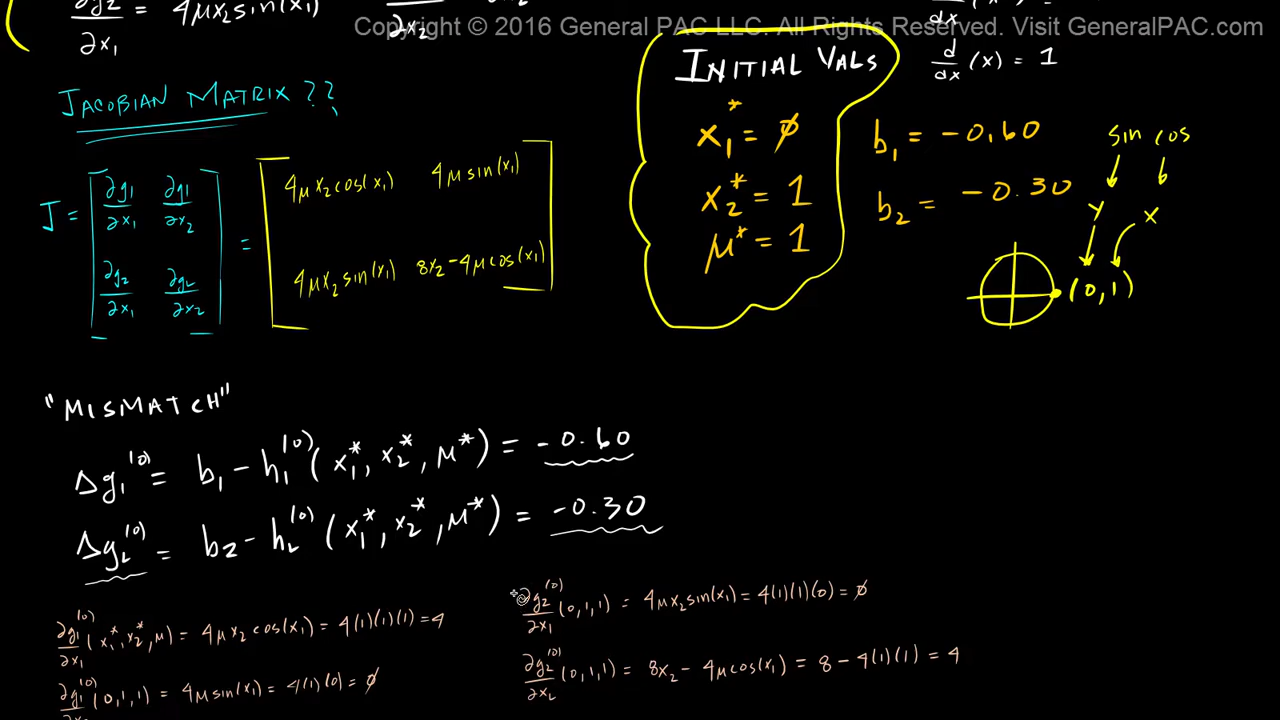 ∂g2/∂x1 = 4μx2 sin(x1)
∂x2
Copyright © 2016 General PAC LLC. All Rights Reserved. Visit GeneralPAC.com
d/dx (x) = 1
JACOBIAN MATRIX ??
INITIAL VALS
x1* = ∅
x2* = 1
μ* = 1
b1 = -0.60
b2 = -0.30
sin cos
y x
(0,1)
J = [ ∂g1/∂x1 ∂g1/∂x2 ] = [ 4μx2cos(x1) 4μsin(x1) ]
[ ∂g2/∂x1 ∂g2/∂x2 ] [ 4μx2sin(x1) 8x2-4μcos(x1) ]
"MISMATCH"
Δg1^(0) = b1 - h1^(0) (x1*, x2*, μ*) = -0.60
Δg2^(0) = b2 - h2^(0) (x1*, x2*, μ*) = -0.30
∂g1^(0)/∂x1 (x1*, x2*, μ) = 4μx2 cos(x1) = 4(1)(1)(1) = 4
∂g1^(0)/∂x2 (0,1,1) = 4μsin(x1) = 4(1)(0) = ∅
∂g2^(0)/∂x1 (0,1,1) = 4μx2sin(x1) = 4(1)(1)(0) = ∅
∂g2^(0)/∂x2 (0,1,1) = 8x2 - 4μcos(x1) = 8 - 4(1)(1) = 4